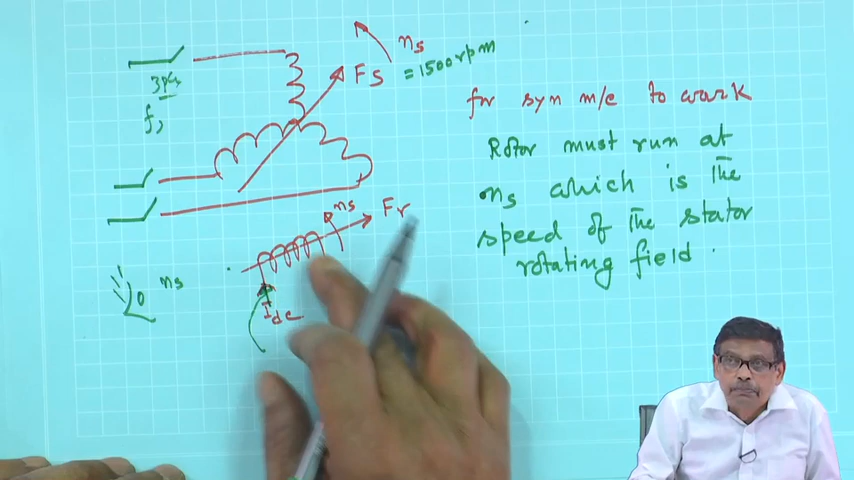 ns
= 1500 rpm
FS
3Ph
f,
for syn m/c to work
Rotor must run at
ns which is the
speed of the stator
rotating field.
ns
Fr
0 ns
Idc